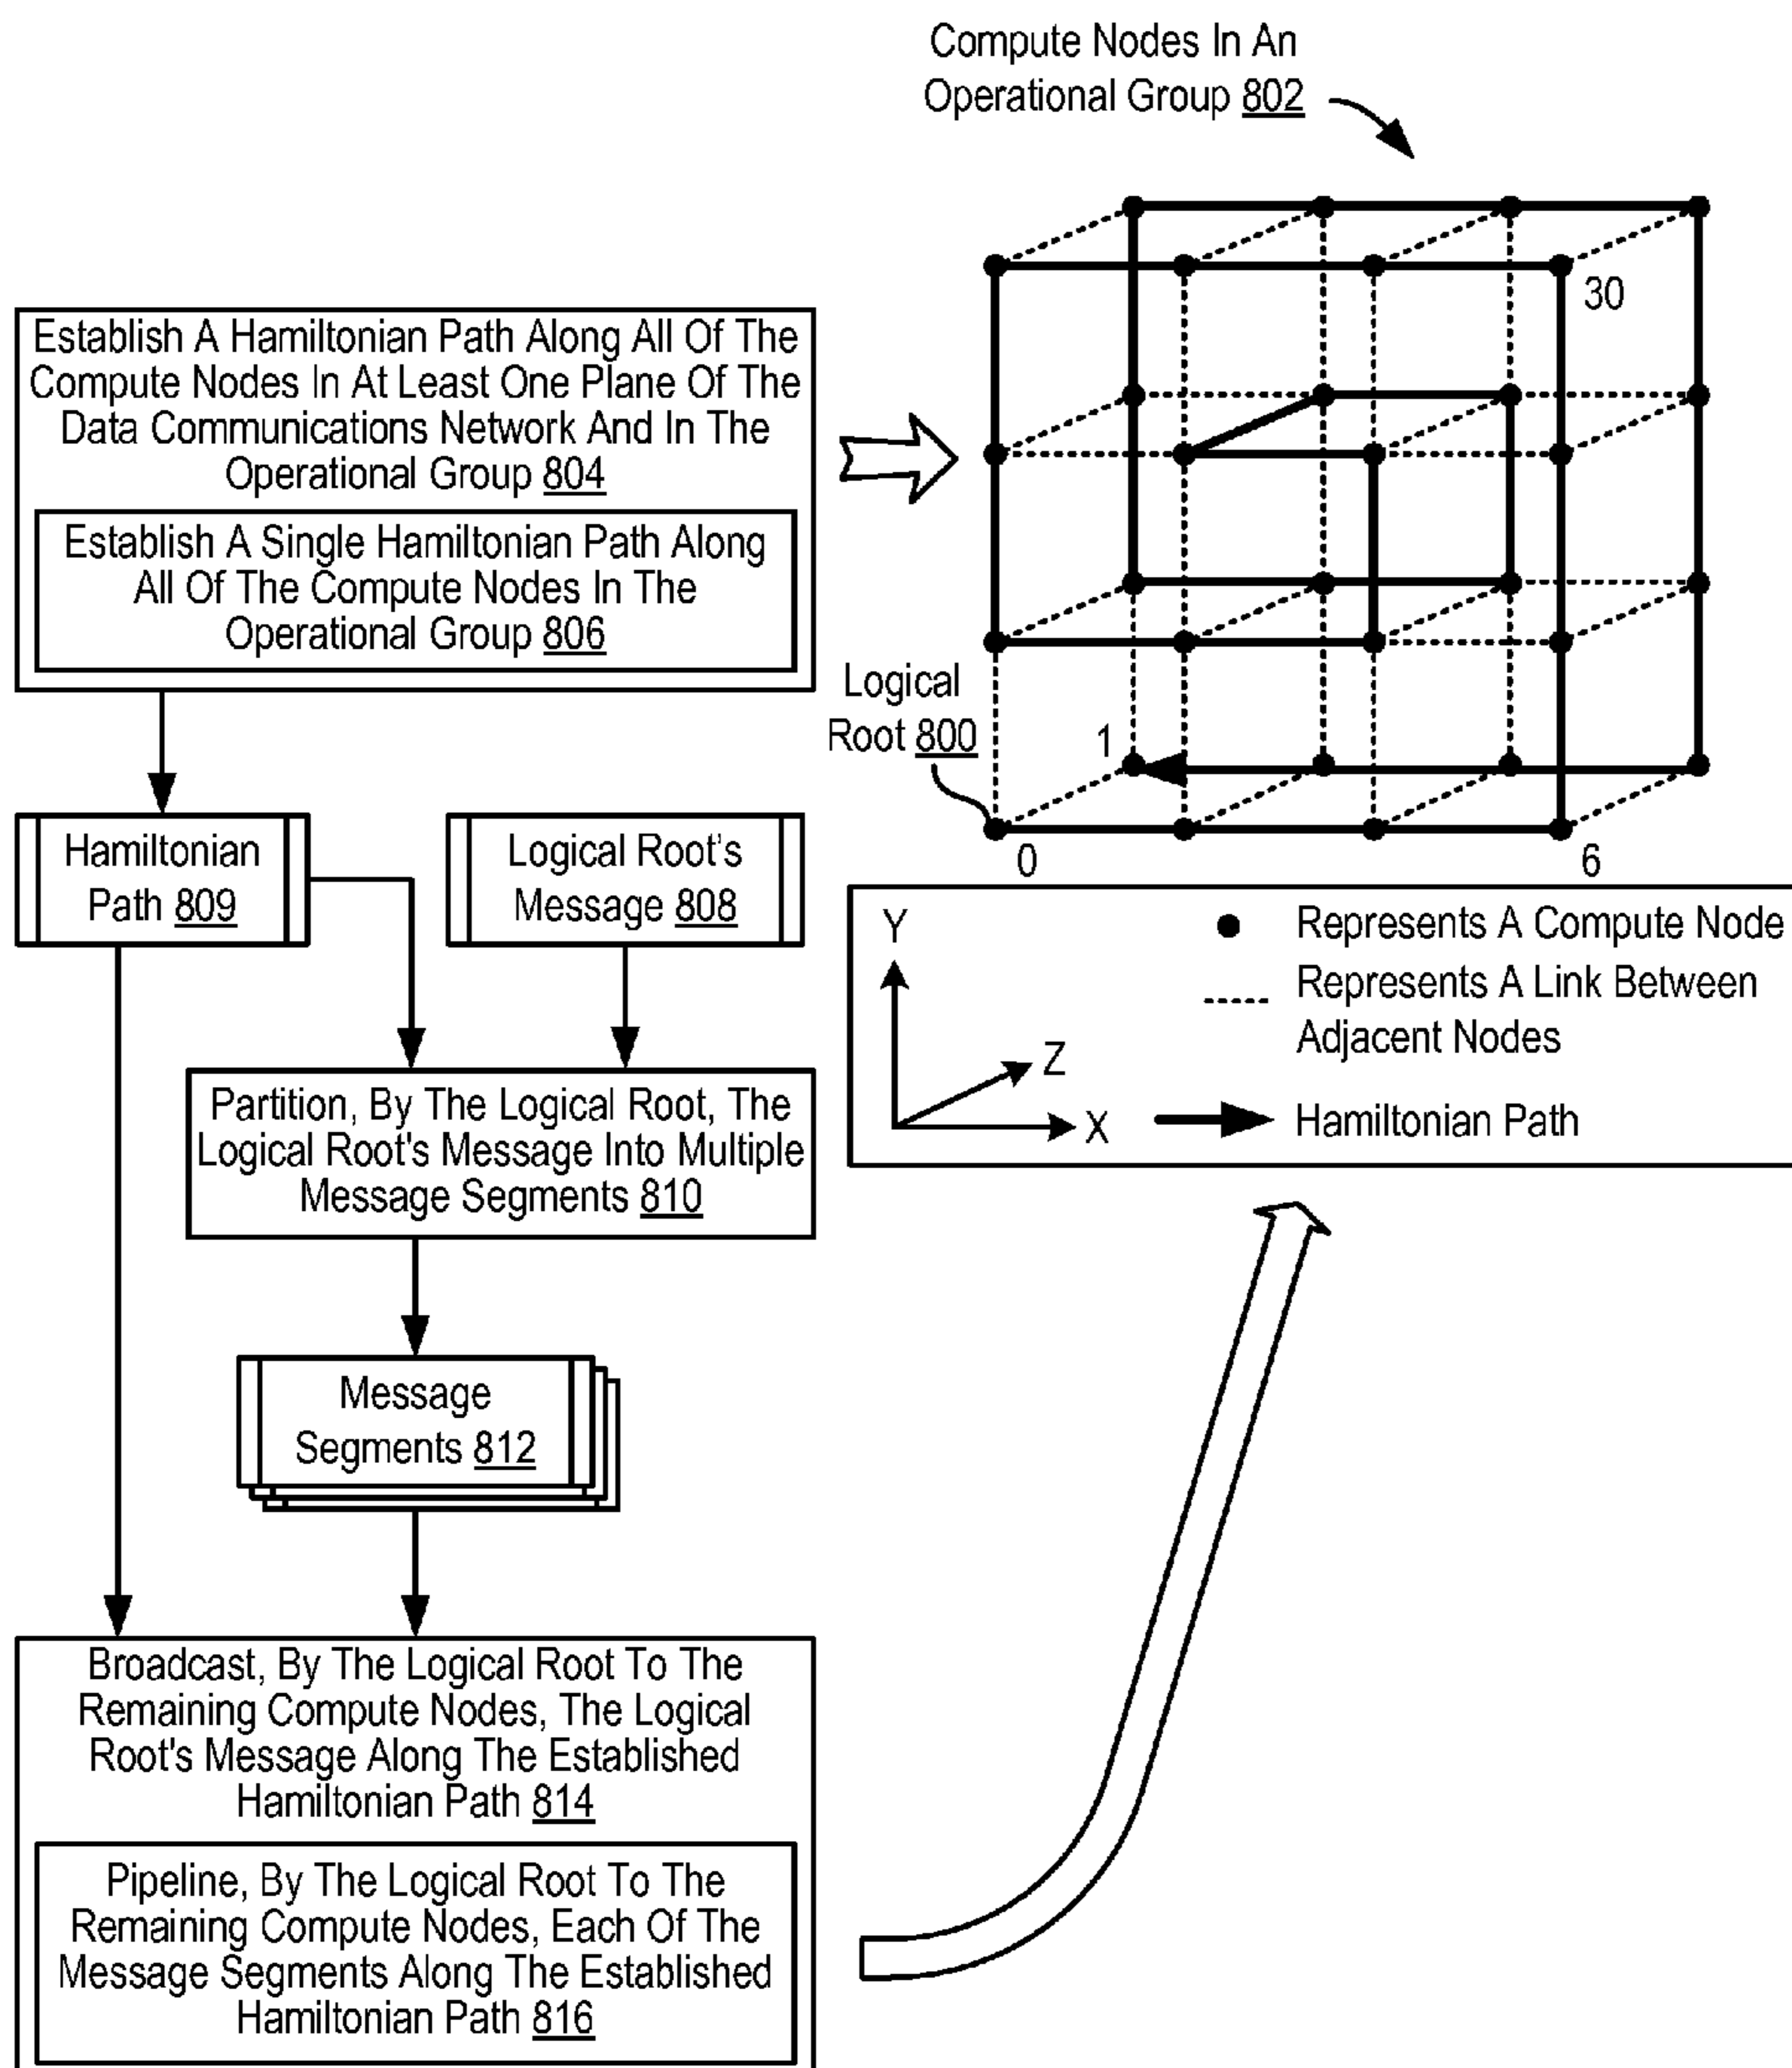 Compute Nodes In An
Operational Group 802
30
Establish A Hamiltonian Path Along All Of The
Compute Nodes In At Least One Plane Of The
Data Communications Network And In The
Operational Group 804
Establish A Single Hamiltonian Path Along
All Of The Compute Nodes In The
Operational Group 806
Logical
Root 800
1
0
6
Hamiltonian
Path 809
Logical Root's
Message 808
Y
Z
X
Represents A Compute Node
Represents A Link Between
Adjacent Nodes
Hamiltonian Path
Partition, By The Logical Root, The
Logical Root's Message Into Multiple
Message Segments 810
Message
Segments 812
Broadcast, By The Logical Root To The
Remaining Compute Nodes, The Logical
Root's Message Along The Established
Hamiltonian Path 814
Pipeline, By The Logical Root To The
Remaining Compute Nodes, Each Of The
Message Segments Along The Established
Hamiltonian Path 816